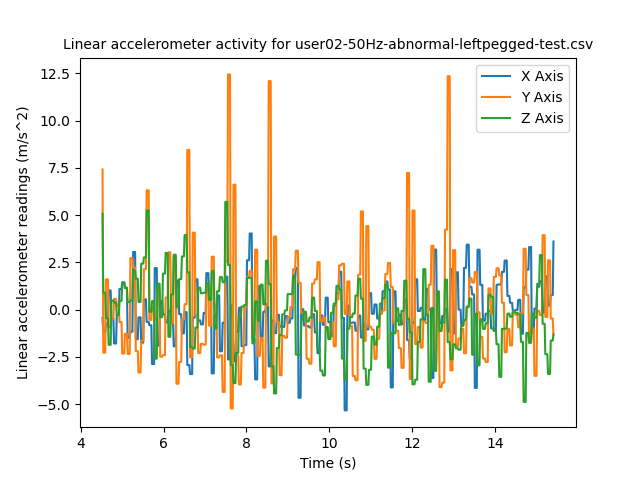 Linear accelerometer activity for user02-50Hz-abnormal-leftpegged-test.csv
12.5
10.0
7.5
5.0
2.5
0.0
−2.5
−5.0
Linear accelerometer readings (m/s^2)
X Axis
Y Axis
Z Axis
4
6
8
10
12
14
Time (s)